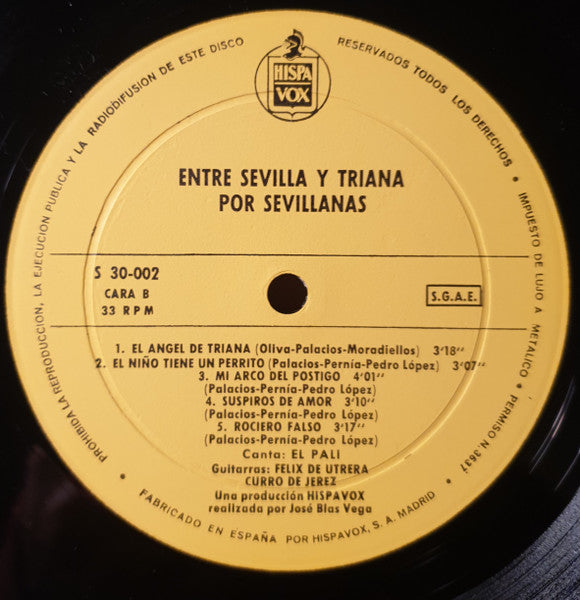 HISPA
VOX
RESERVADOS TODOS LOS DERECHOS • IMPUESTO DE LUJO A METALICO • PERMISO N. 3637 •
FABRICADO EN ESPAÑA POR HISPAVOX, S. A. MADRID •
PROHIBIDA LA REPRODUCCION, LA EJECUCION PUBLICA Y LA RADIODIFUSION DE ESTE DISCO
ENTRE SEVILLA Y TRIANA
POR SEVILLANAS
S 30-002
CARA B
33 RPM
S.G.A.E.
1. EL ANGEL DE TRIANA (Oliva-Palacios-Moradiellos) 3'18"
2. EL NIÑO TIENE UN PERRITO (Palacios-Pernía-Pedro López) 3'07"
3. MI ARCO DEL POSTIGO 4'01"
(Palacios-Pernía-Pedro López)
4. SUSPIROS DE AMOR 3'10"
(Palacios-Pernía-Pedro López)
5. ROCIERO FALSO 3'17"
(Palacios-Pernía-Pedro López)
Canta: EL PALI
Guitarras: FELIX DE UTRERA
CURRO DE JEREZ
Una producción HISPAVOX
realizada por José Blas Vega